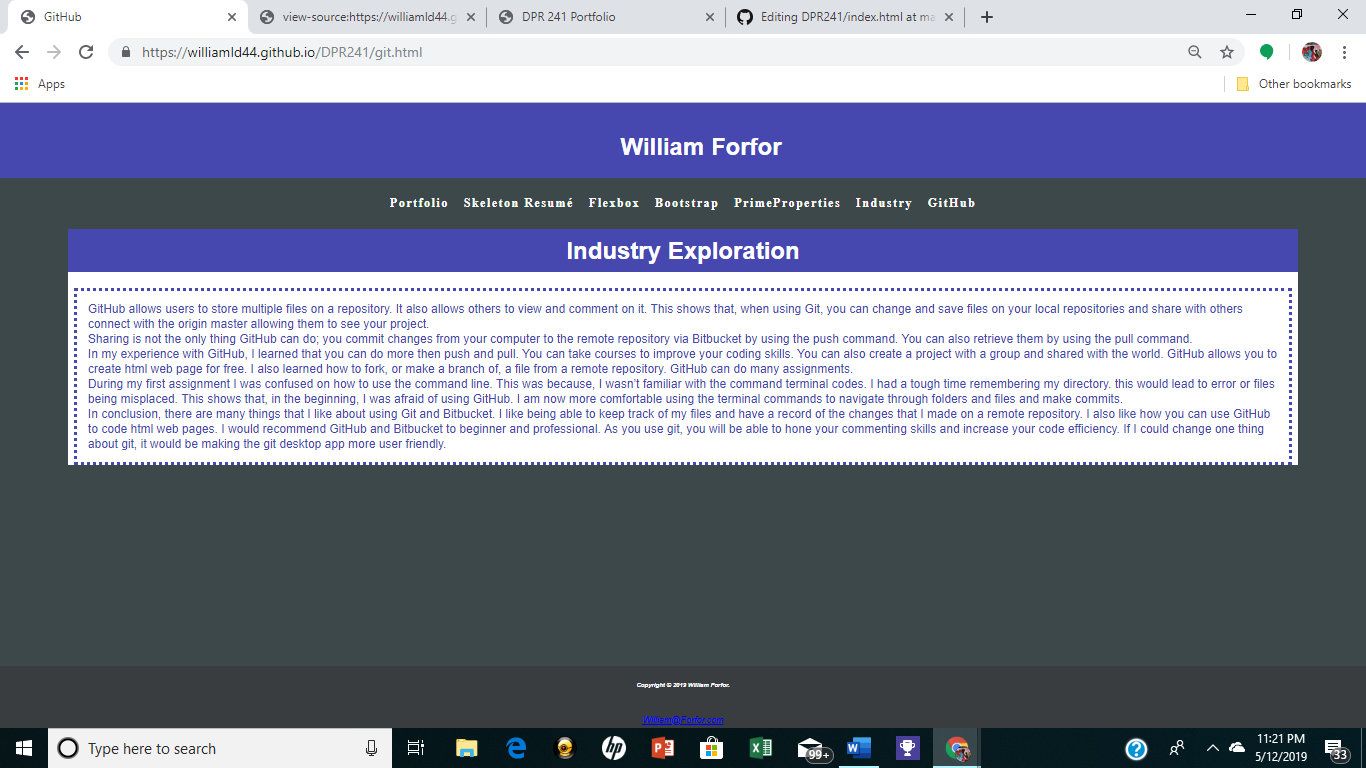 GitHub
view-source:https://williamld44.g
DPR 241 Portfolio
Editing DPR241/index.html at ma
https://williamld44.github.io/DPR241/git.html
Apps
Other bookmarks
William Forfor
Portfolio Skeleton Resumé Flexbox Bootstrap PrimeProperties Industry GitHub
Industry Exploration
GitHub allows users to store multiple files on a repository. It also allows others to view and comment on it. This shows that, when using Git, you can change and save files on your local repositories and share with others
connect with the origin master allowing them to see your project.
Sharing is not the only thing GitHub can do; you commit changes from your computer to the remote repository via Bitbucket by using the push command. You can also retrieve them by using the pull command.
In my experience with GitHub, I learned that you can do more then push and pull. You can take courses to improve your coding skills. You can also create a project with a group and shared with the world. GitHub allows you to
create html web page for free. I also learned how to fork, or make a branch of, a file from a remote repository. GitHub can do many assignments.
During my first assignment I was confused on how to use the command line. This was because, I wasn't familiar with the command terminal codes. I had a tough time remembering my directory. this would lead to error or files
being misplaced. This shows that, in the beginning, I was afraid of using GitHub. I am now more comfortable using the terminal commands to navigate through folders and files and make commits.
In conclusion, there are many things that I like about using Git and Bitbucket. I like being able to keep track of my files and have a record of the changes that I made on a remote repository. I also like how you can use GitHub
to code html web pages. I would recommend GitHub and Bitbucket to beginner and professional. As you use git, you will be able to hone your commenting skills and increase your code efficiency. If I could change one thing
about git, it would be making the git desktop app more user friendly.
Copyright © 2019 William Forfor.
William@Forfor.com
Type here to search
99+
11:21 PM
5/12/2019
33